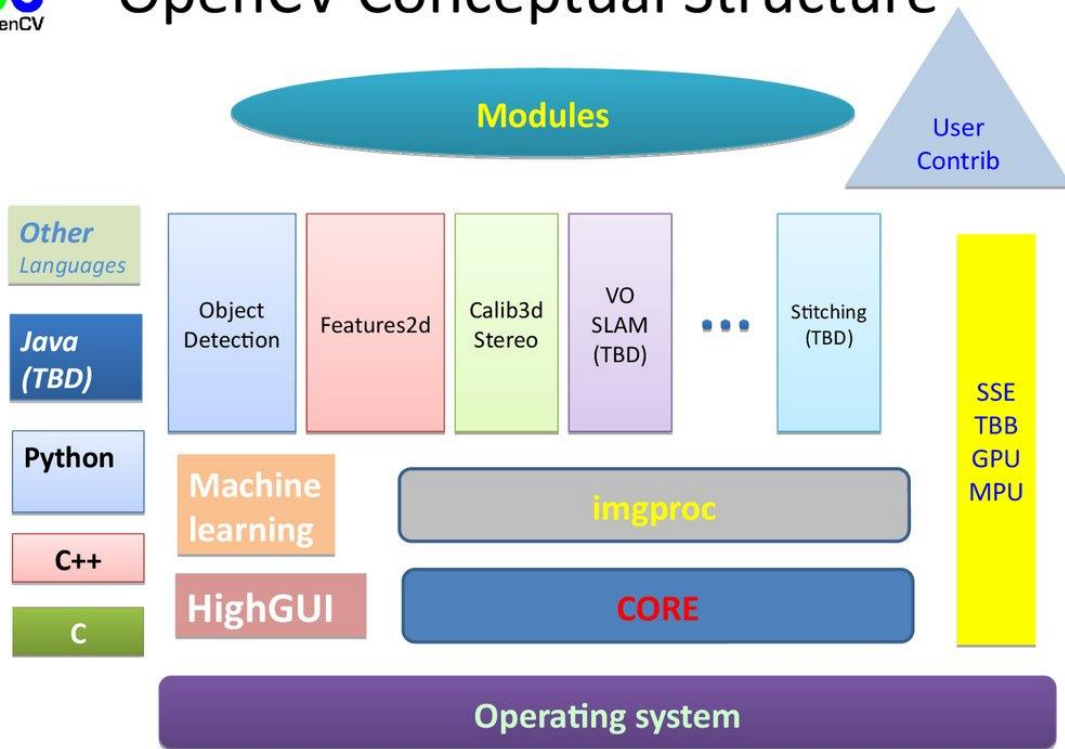 OpenCV Conceptual Structure
enCV
Modules
User
Contrib
Other
Languages
Object
Detection
Features2d
Calib3d
Stereo
VO
SLAM
(TBD)
Stitching
(TBD)
Java
(TBD)
SSE
TBB
GPU
MPU
Python
Machine
learning
imgproc
C++
HighGUI
CORE
C
Operating system